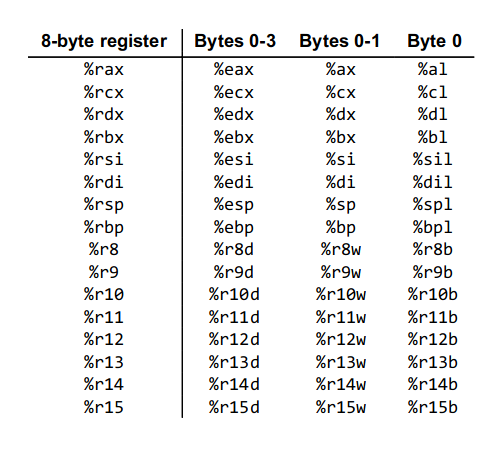 8-byte register Bytes 0-3 Bytes 0-1 Byte 0
%rax %eax %ax %al
%rcx %ecx %cx %cl
%rdx %edx %dx %dl
%rbx %ebx %bx %bl
%rsi %esi %si %sil
%rdi %edi %di %dil
%rsp %esp %sp %spl
%rbp %ebp %bp %bpl
%r8 %r8d %r8w %r8b
%r9 %r9d %r9w %r9b
%r10 %r10d %r10w %r10b
%r11 %r11d %r11w %r11b
%r12 %r12d %r12w %r12b
%r13 %r13d %r13w %r13b
%r14 %r14d %r14w %r14b
%r15 %r15d %r15w %r15b